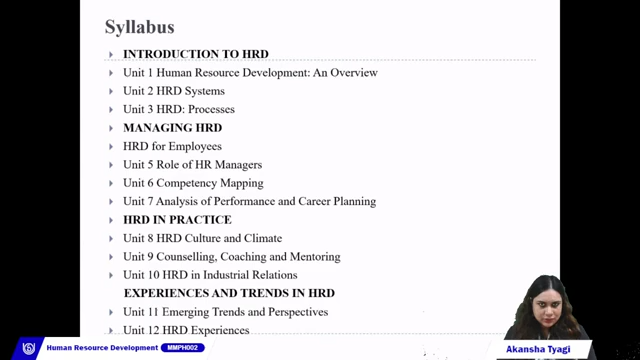 Syllabus
INTRODUCTION TO HRD
Unit 1 Human Resource Development: An Overview
Unit 2 HRD Systems
Unit 3 HRD: Processes
MANAGING HRD
HRD for Employees
Unit 5 Role of HR Managers
Unit 6 Competency Mapping
Unit 7 Analysis of Performance and Career Planning
HRD IN PRACTICE
Unit 8 HRD Culture and Climate
Unit 9 Counselling, Coaching and Mentoring
Unit 10 HRD in Industrial Relations
EXPERIENCES AND TRENDS IN HRD
Unit 11 Emerging Trends and Perspectives
Unit 12 HRD Experiences
Human Resource Development MMPH002
Akansha Tyagi